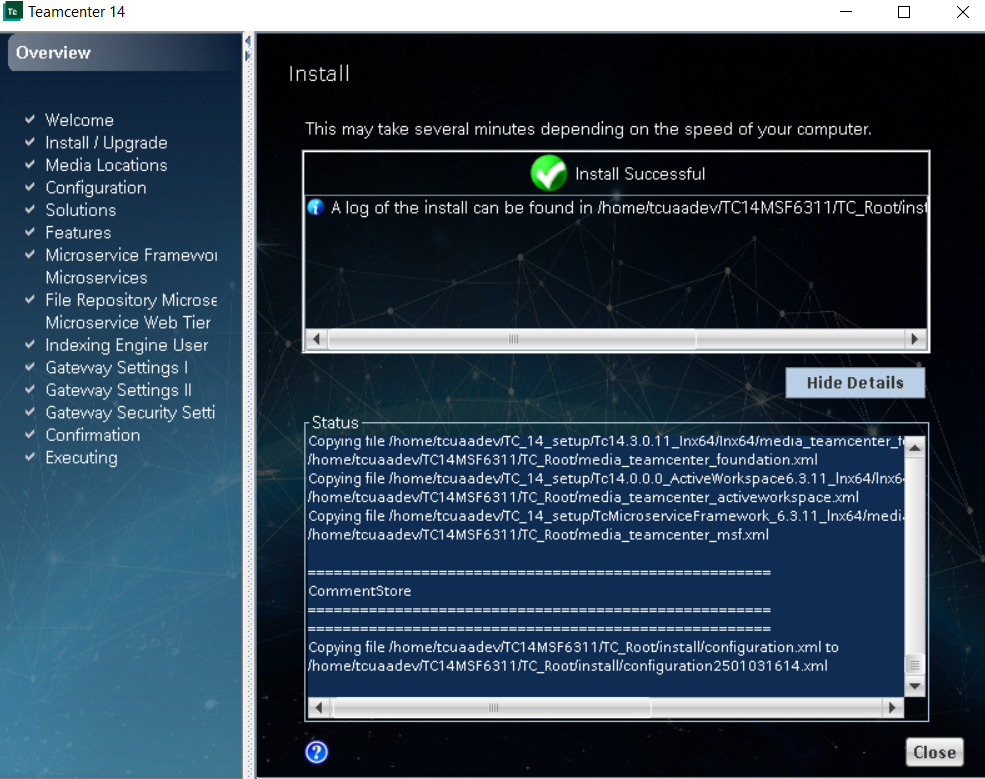 Tc Teamcenter 14
Overview
Welcome
Install / Upgrade
Media Locations
Configuration
Solutions
Features
Microservice Framewor
Microservices
File Repository Microse
Microservice Web Tier
Indexing Engine User
Gateway Settings I
Gateway Settings II
Gateway Security Setti
Confirmation
Executing
Install
This may take several minutes depending on the speed of your computer.
Install Successful
A log of the install can be found in /home/tcuaadev/TC14MSF6311/TC_Root/inst
Hide Details
Status
Copying file /home/tcuaadev/TC_14_setup/Tc14.3.0.11_lnx64/lnx64/media_teamcenter_f
/home/tcuaadev/TC14MSF6311/TC_Root/media_teamcenter_foundation.xml
Copying file /home/tcuaadev/TC_14_setup/Tc14.0.0.0_ActiveWorkspace6.3.11_lnx64/lnx6
/home/tcuaadev/TC14MSF6311/TC_Root/media_teamcenter_activeworkspace.xml
Copying file /home/tcuaadev/TC_14_setup/TcMicroserviceFramework_6.3.11_lnx64/media
/home/tcuaadev/TC14MSF6311/TC_Root/media_teamcenter_msf.xml
=====================================================
CommentStore
=====================================================
=====================================================
Copying file /home/tcuaadev/TC14MSF6311/TC_Root/install/configuration.xml to
/home/tcuaadev/TC14MSF6311/TC_Root/install/configuration2501031614.xml
?
Close